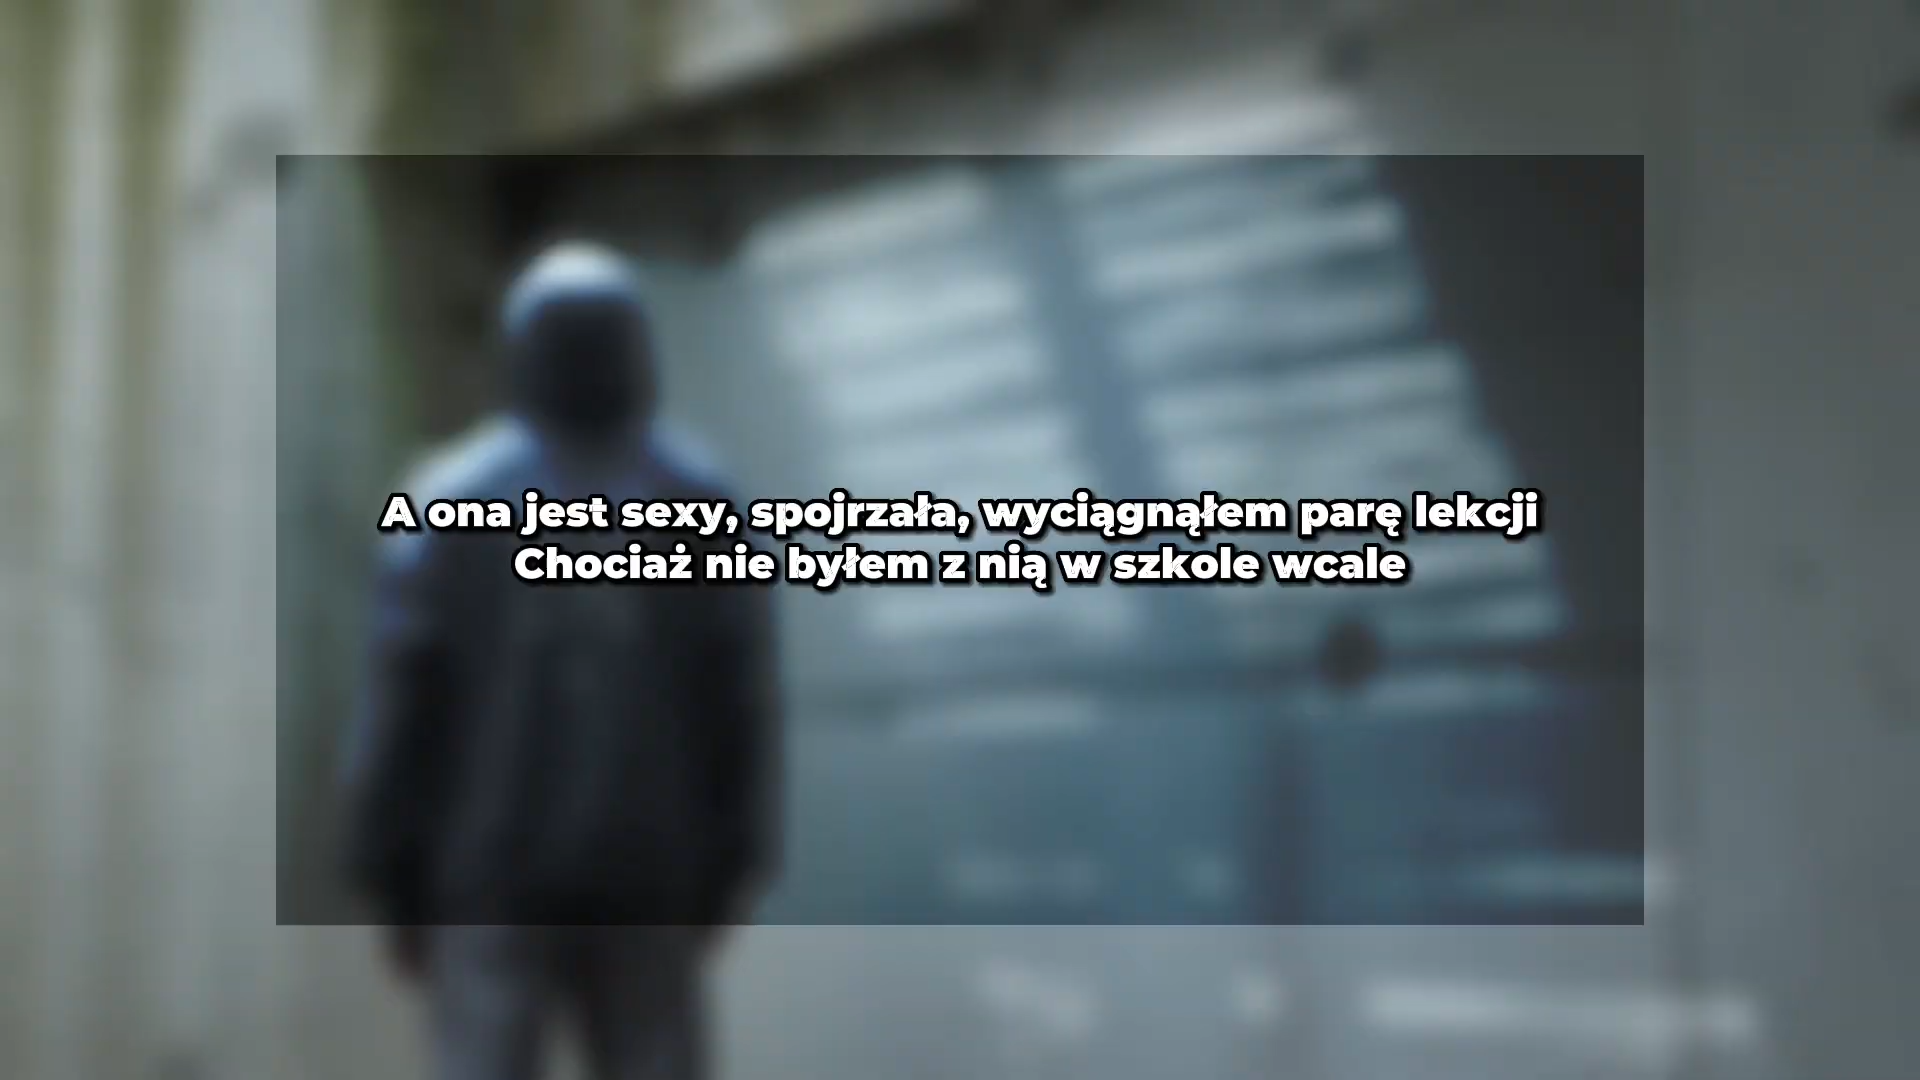 A ona jest sexy, spojrzała, wyciągnąłem parę lekcji
Chociaż nie byłem z nią w szkole wcale